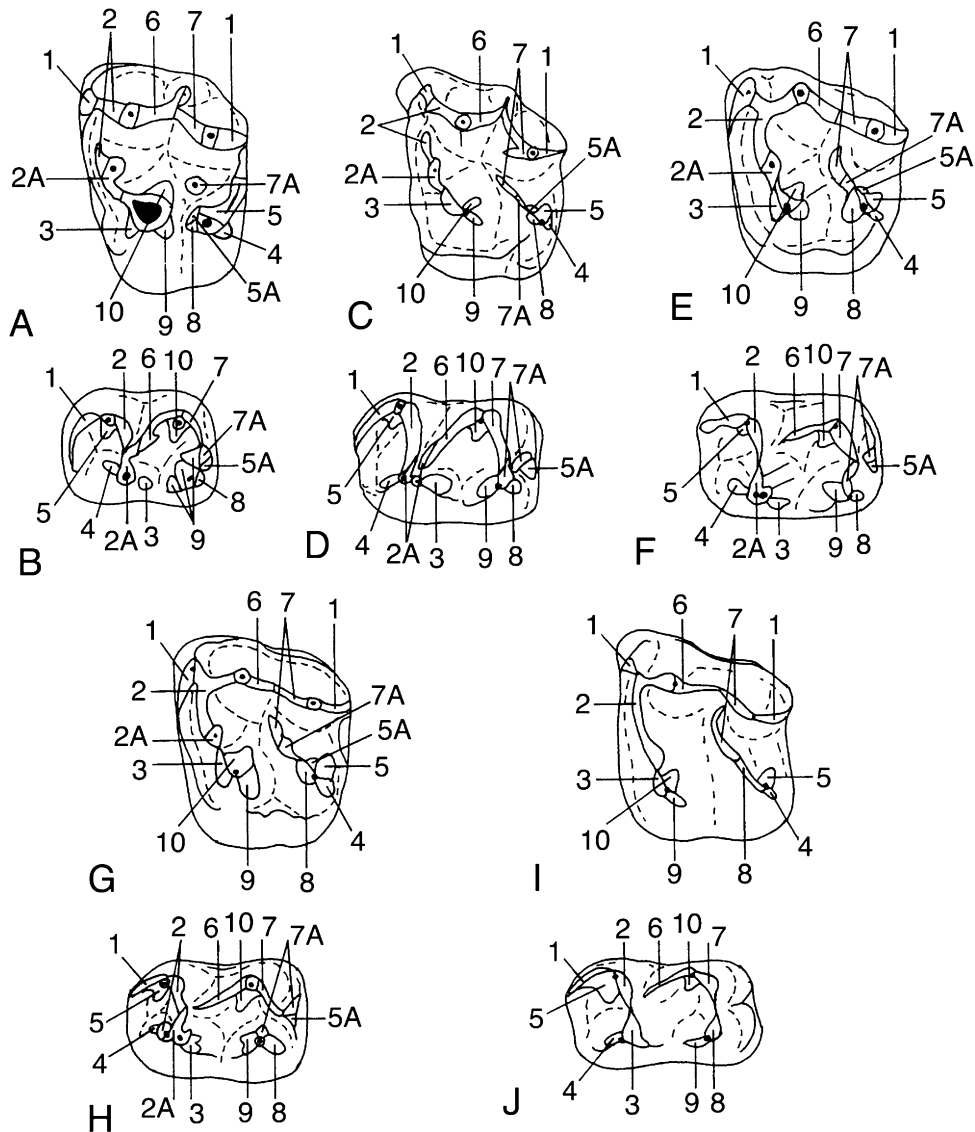 2 6 7 1
1
2A
7A
5
3
4
5A
10 9 8
A
6
1 7 1
2
5A
2A
3 5
4
10 9 7A 8
C
6 7
1 1
2 7A
5A
2A
3 5
4
10 9 8
E
1 2 6 10 7
7A
5A
8
5 4 2A 3 9
B
1 2 6 10 7 7A
5A
5 4 2A 3 9 8
D
1 2 6 10 7 7A
5A
5 4 2A 3 9 8
F
6 7 1
1
2 7A
2A 5A
3 5
10 4
9 8
G
6 7
1 1
2
3 5
10 4
9 8
I
1 2 6 10 7 7A
5 5A
4
2A 3 9 8
H
1 2 6 10 7
5
4 3 9 8
J